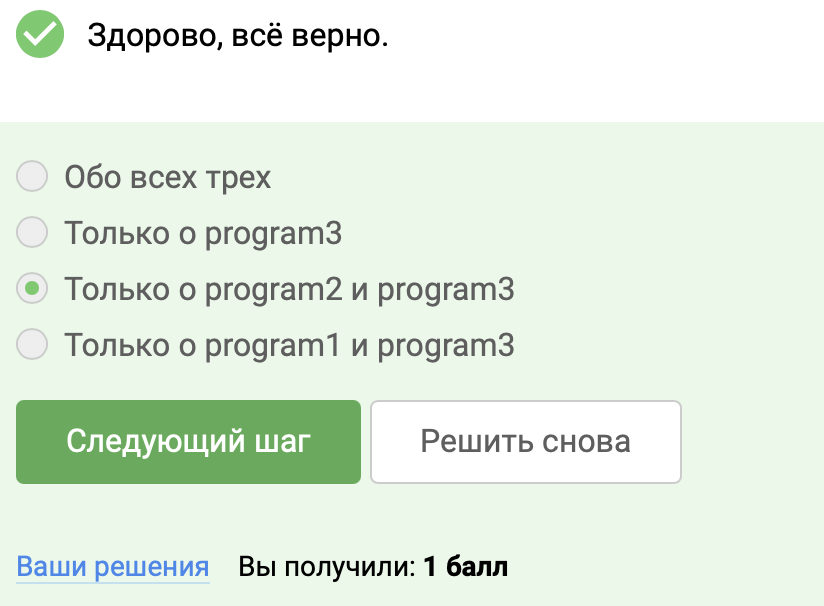 Здорово, всё верно.
Обо всех трех
Только о program3
Только о program2 и program3
Только о program1 и program3
Следующий шаг
Решить снова
Ваши решения Вы получили: 1 балл